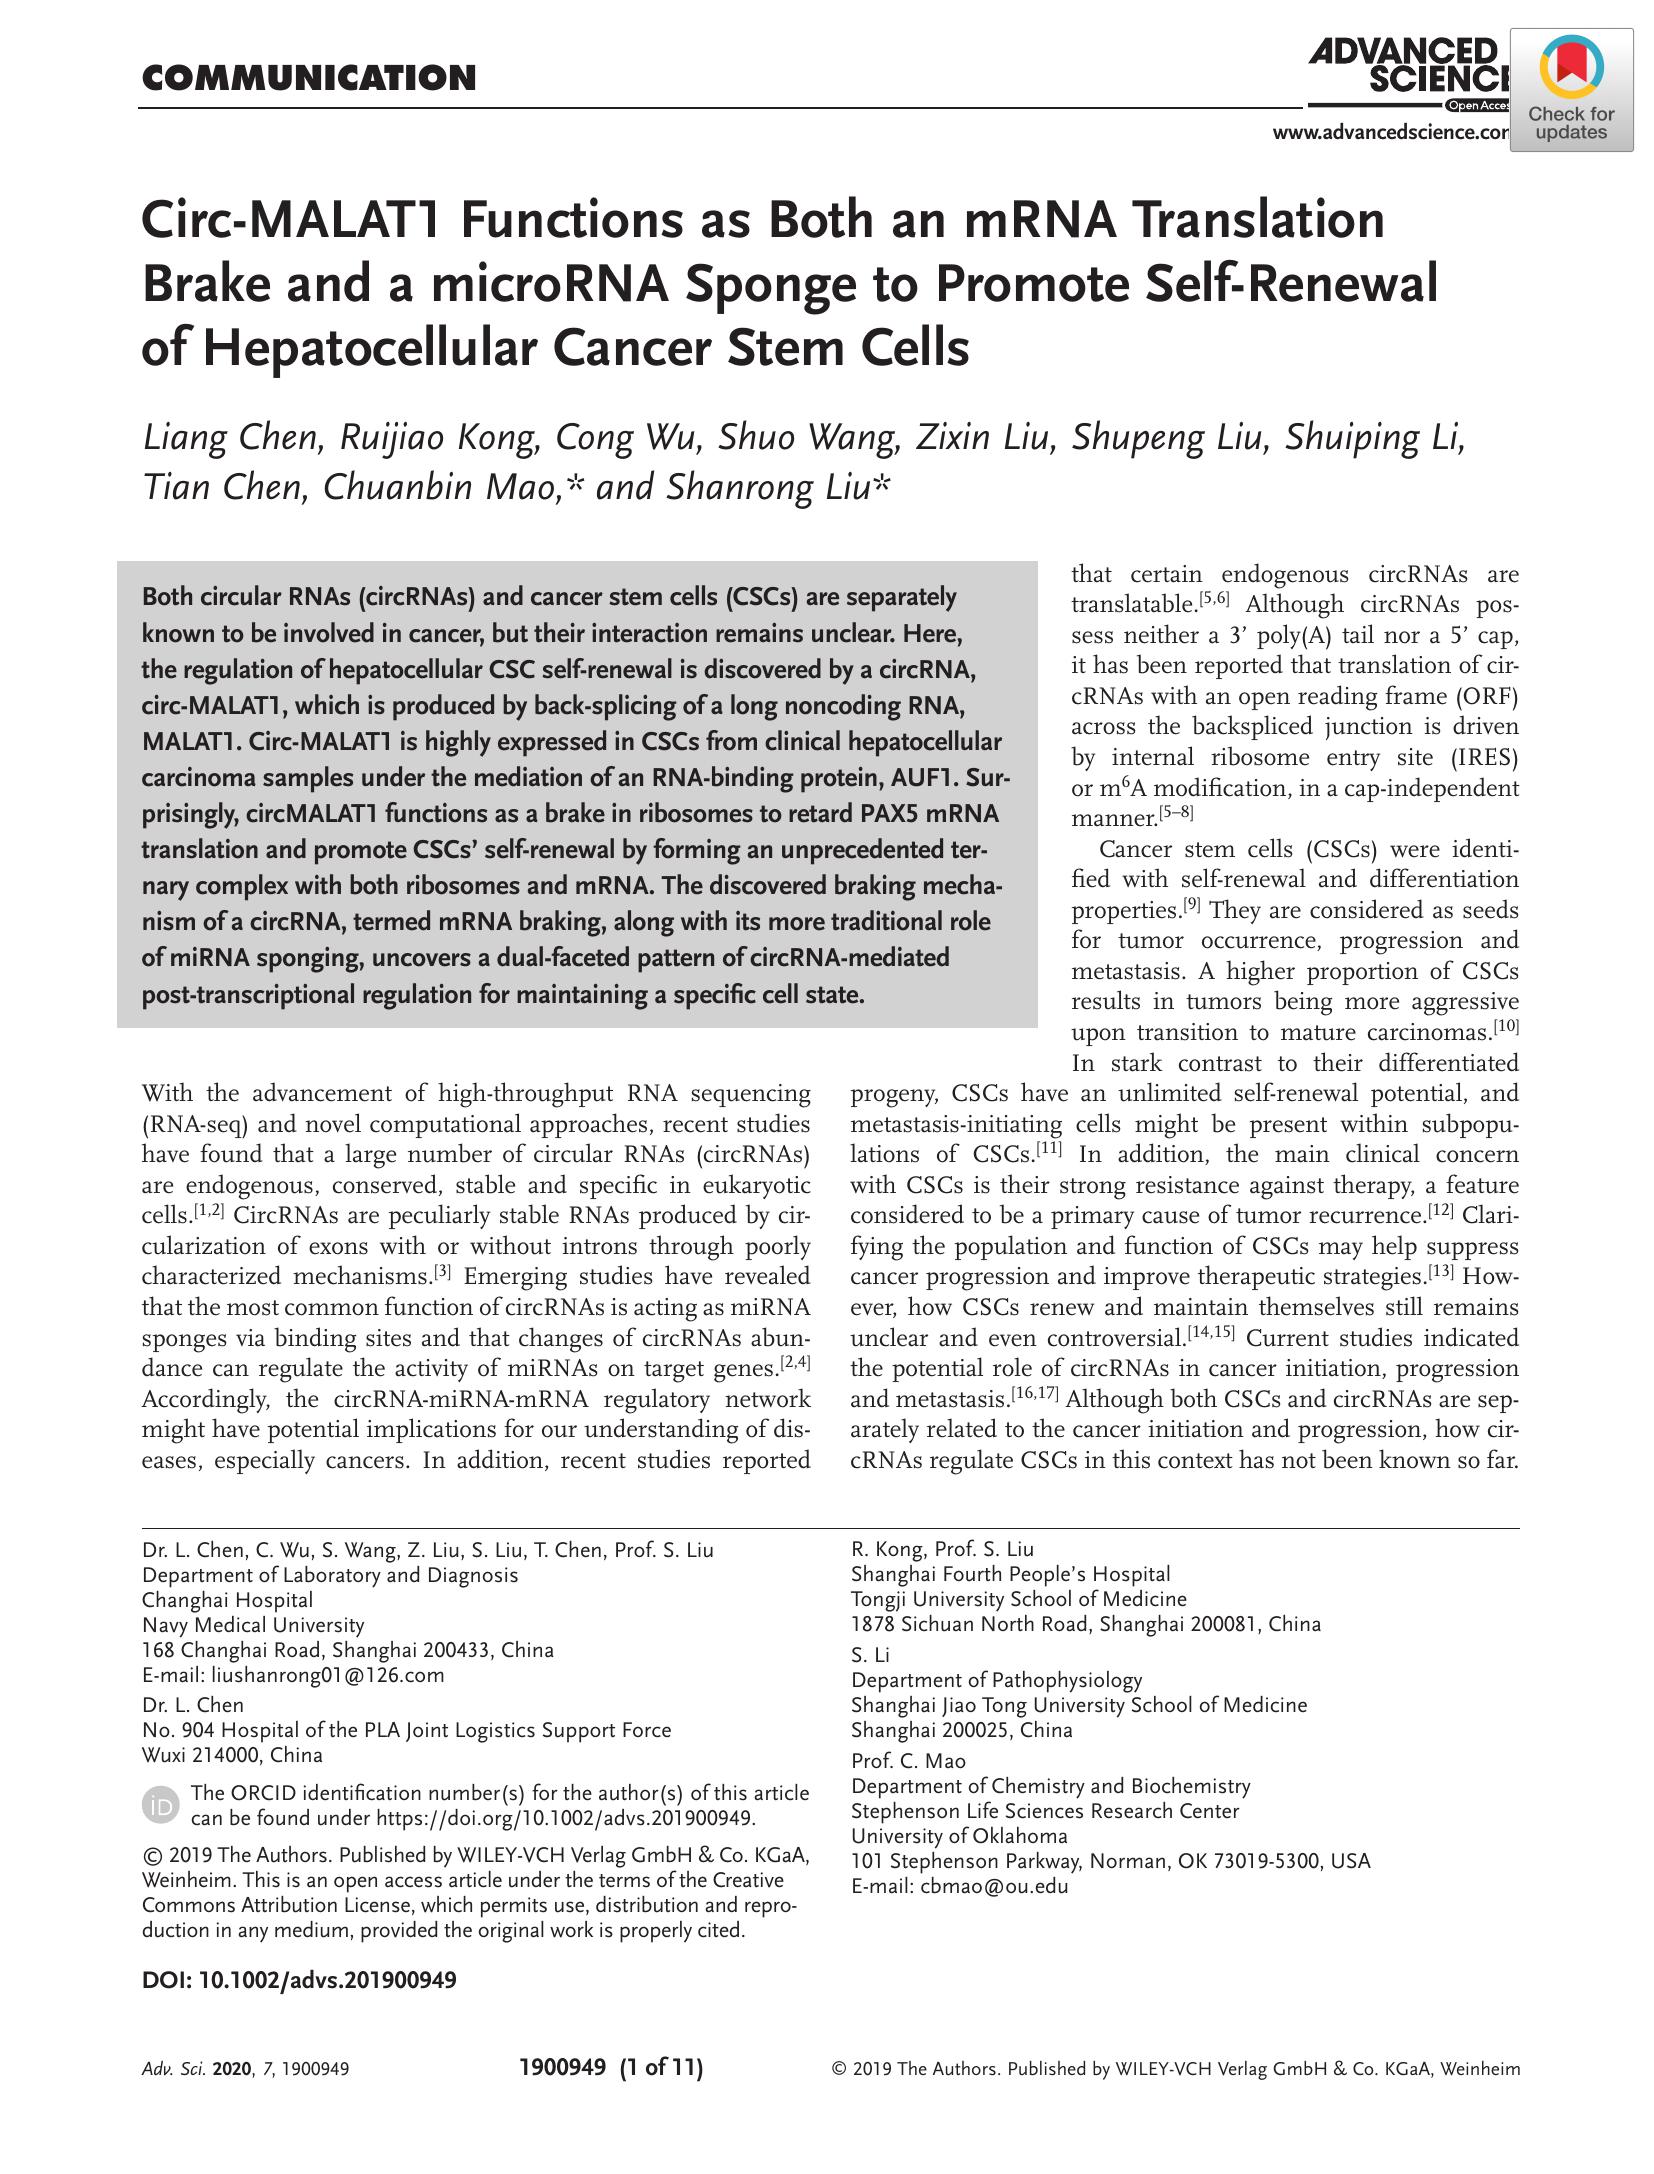 COMMUNICATION
ADVANCED
SCIENCE
Open Acces
www.advancedscience.con
Check for
updates
Circ-MALAT1 Functions as Both an mRNA Translation
Brake and a microRNA Sponge to Promote Self-Renewal
of Hepatocellular Cancer Stem Cells
Liang Chen, Ruijiao Kong, Cong Wu, Shuo Wang, Zixin Liu, Shupeng Liu, Shuiping Li,
Tian Chen, Chuanbin Mao,* and Shanrong Liu*
Both circular RNAs (circRNAs) and cancer stem cells (CSCs) are separately
known to be involved in cancer, but their interaction remains unclear. Here,
the regulation of hepatocellular CSC self-renewal is discovered by a circRNA,
circ-MALAT1, which is produced by back-splicing of a long noncoding RNA,
MALAT1. Circ-MALAT1 is highly expressed in CSCs from clinical hepatocellular
carcinoma samples under the mediation of an RNA-binding protein, AUF1. Sur-
prisingly, circMALAT1 functions as a brake in ribosomes to retard PAX5 mRNA
translation and promote CSCs’ self-renewal by forming an unprecedented ter-
nary complex with both ribosomes and mRNA. The discovered braking mecha-
nism of a circRNA, termed mRNA braking, along with its more traditional role
of miRNA sponging, uncovers a dual-faceted pattern of circRNA-mediated
post-transcriptional regulation for maintaining a specific cell state.
With the advancement of high-throughput RNA sequencing
(RNA-seq) and novel computational approaches, recent studies
have found that a large number of circular RNAs (circRNAs)
are endogenous, conserved, stable and specific in eukaryotic
cells.[1,2] CircRNAs are peculiarly stable RNAs produced by cir-
cularization of exons with or without introns through poorly
characterized mechanisms.[3] Emerging studies have revealed
that the most common function of circRNAs is acting as miRNA
sponges via binding sites and that changes of circRNAs abun-
dance can regulate the activity of miRNAs on target genes.[2,4]
Accordingly, the circRNA-miRNA-mRNA regulatory network
might have potential implications for our understanding of dis-
eases, especially cancers. In addition, recent studies reported
that certain endogenous circRNAs are
translatable.[5,6] Although circRNAs pos-
sess neither a 3’ poly(A) tail nor a 5’ cap,
it has been reported that translation of cir-
cRNAs with an open reading frame (ORF)
across the backspliced junction is driven
by internal ribosome entry site (IRES)
or m6A modification, in a cap-independent
manner.[5–8]
Cancer stem cells (CSCs) were identi-
fied with self-renewal and differentiation
properties.[9] They are considered as seeds
for tumor occurrence, progression and
metastasis. A higher proportion of CSCs
results in tumors being more aggressive
upon transition to mature carcinomas.[10]
In stark contrast to their differentiated
progeny, CSCs have an unlimited self-renewal potential, and
metastasis-initiating cells might be present within subpopu-
lations of CSCs.[11] In addition, the main clinical concern
with CSCs is their strong resistance against therapy, a feature
considered to be a primary cause of tumor recurrence.[12] Clari-
fying the population and function of CSCs may help suppress
cancer progression and improve therapeutic strategies.[13] How-
ever, how CSCs renew and maintain themselves still remains
unclear and even controversial.[14,15] Current studies indicated
the potential role of circRNAs in cancer initiation, progression
and metastasis.[16,17] Although both CSCs and circRNAs are sep-
arately related to the cancer initiation and progression, how cir-
cRNAs regulate CSCs in this context has not been known so far.
Dr. L. Chen, C. Wu, S. Wang, Z. Liu, S. Liu, T. Chen, Prof. S. Liu
Department of Laboratory and Diagnosis
Changhai Hospital
Navy Medical University
168 Changhai Road, Shanghai 200433, China
E-mail: liushanrong01@126.com
Dr. L. Chen
No. 904 Hospital of the PLA Joint Logistics Support Force
Wuxi 214000, China
iD
The ORCID identification number(s) for the author(s) of this article
can be found under https://doi.org/10.1002/advs.201900949.
© 2019 The Authors. Published by WILEY-VCH Verlag GmbH & Co. KGaA,
Weinheim. This is an open access article under the terms of the Creative
Commons Attribution License, which permits use, distribution and repro-
duction in any medium, provided the original work is properly cited.
DOI: 10.1002/advs.201900949
R. Kong, Prof. S. Liu
Shanghai Fourth People’s Hospital
Tongji University School of Medicine
1878 Sichuan North Road, Shanghai 200081, China
S. Li
Department of Pathophysiology
Shanghai Jiao Tong University School of Medicine
Shanghai 200025, China
Prof. C. Mao
Department of Chemistry and Biochemistry
Stephenson Life Sciences Research Center
University of Oklahoma
101 Stephenson Parkway, Norman, OK 73019-5300, USA
E-mail: cbmao@ou.edu
Adv. Sci. 2020, 7, 1900949
1900949 (1 of 11)
© 2019 The Authors. Published by WILEY-VCH Verlag GmbH & Co. KGaA, Weinheim